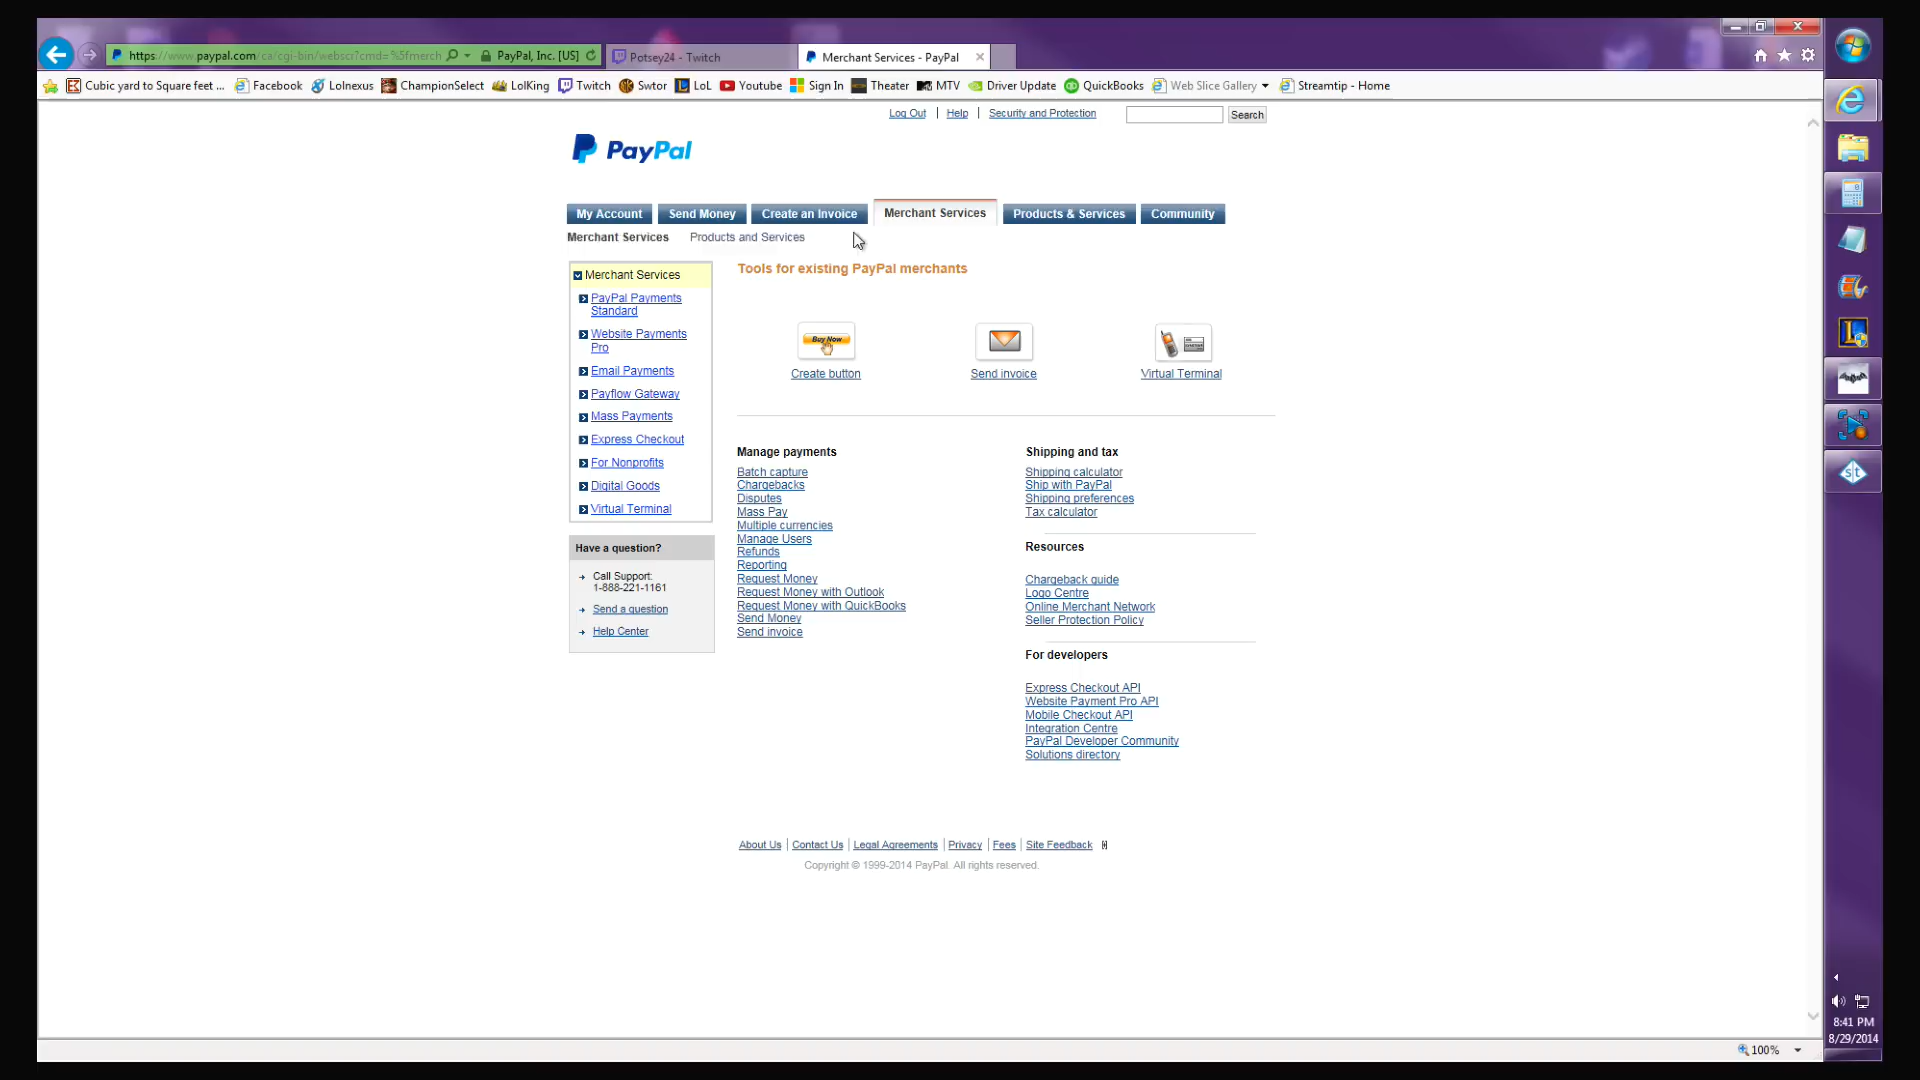 https://www.paypal.com/ca/cgi-bin/webscr?cmd=%5fmerch
PayPal, Inc. [US]
Potsey24 - Twitch
Merchant Services - PayPal
Cubic yard to Square feet ...
Facebook
Lolnexus
ChampionSelect
LolKing
Twitch
Swtor
LoL
Youtube
Sign In
Theater
MTV
Driver Update
QuickBooks
Web Slice Gallery
Streamtip - Home
Log Out
Help
Security and Protection
Search
PayPal
My Account
Send Money
Create an Invoice
Merchant Services
Products & Services
Community
Merchant Services
Products and Services
Merchant Services
PayPal Payments
Standard
Website Payments
Pro
Email Payments
Payflow Gateway
Mass Payments
Express Checkout
For Nonprofits
Digital Goods
Virtual Terminal
Have a question?
Call Support:
1-888-221-1161
Send a question
Help Center
Tools for existing PayPal merchants
Buy Now
Create button
Send invoice
Virtual Terminal
Manage payments
Batch capture
Chargebacks
Disputes
Mass Pay
Multiple currencies
Manage Users
Refunds
Reporting
Request Money
Request Money with Outlook
Request Money with QuickBooks
Send Money
Send invoice
Shipping and tax
Shipping calculator
Ship with PayPal
Shipping preferences
Tax calculator
Resources
Chargeback guide
Logo Centre
Online Merchant Network
Seller Protection Policy
For developers
Express Checkout API
Website Payment Pro API
Mobile Checkout API
Integration Centre
PayPal Developer Community
Solutions directory
About Us
Contact Us
Legal Agreements
Privacy
Fees
Site Feedback
Copyright © 1999-2014 PayPal. All rights reserved.
st
8:41 PM
8/29/2014
100%